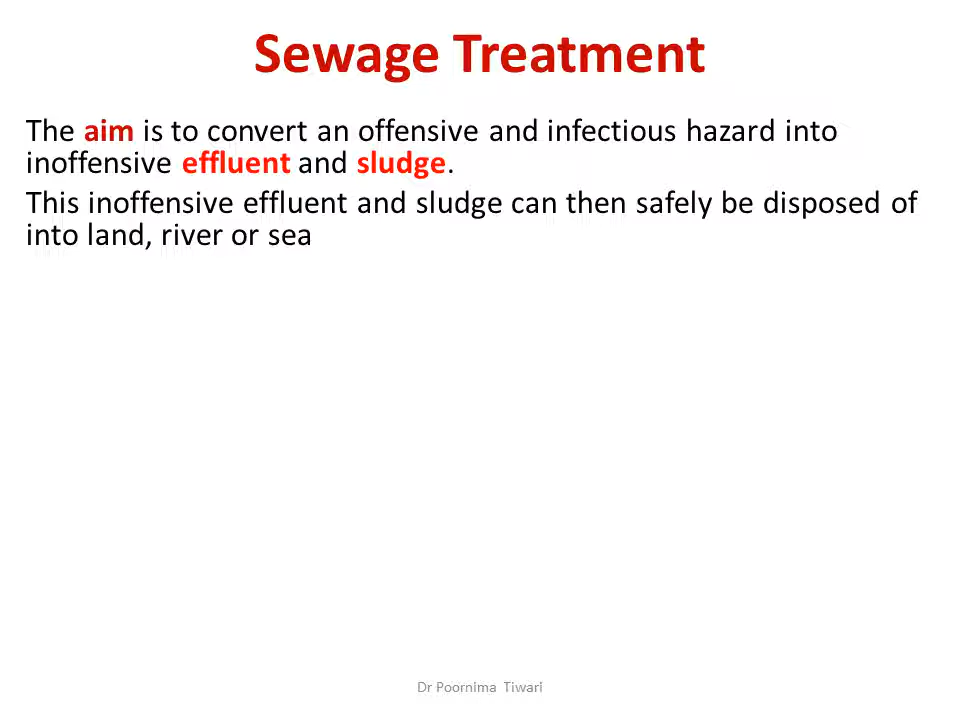 Sewage Treatment
The aim is to convert an offensive and infectious hazard into
inoffensive effluent and sludge.
This inoffensive effluent and sludge can then safely be disposed of
into land, river or sea
Dr Poornima Tiwari